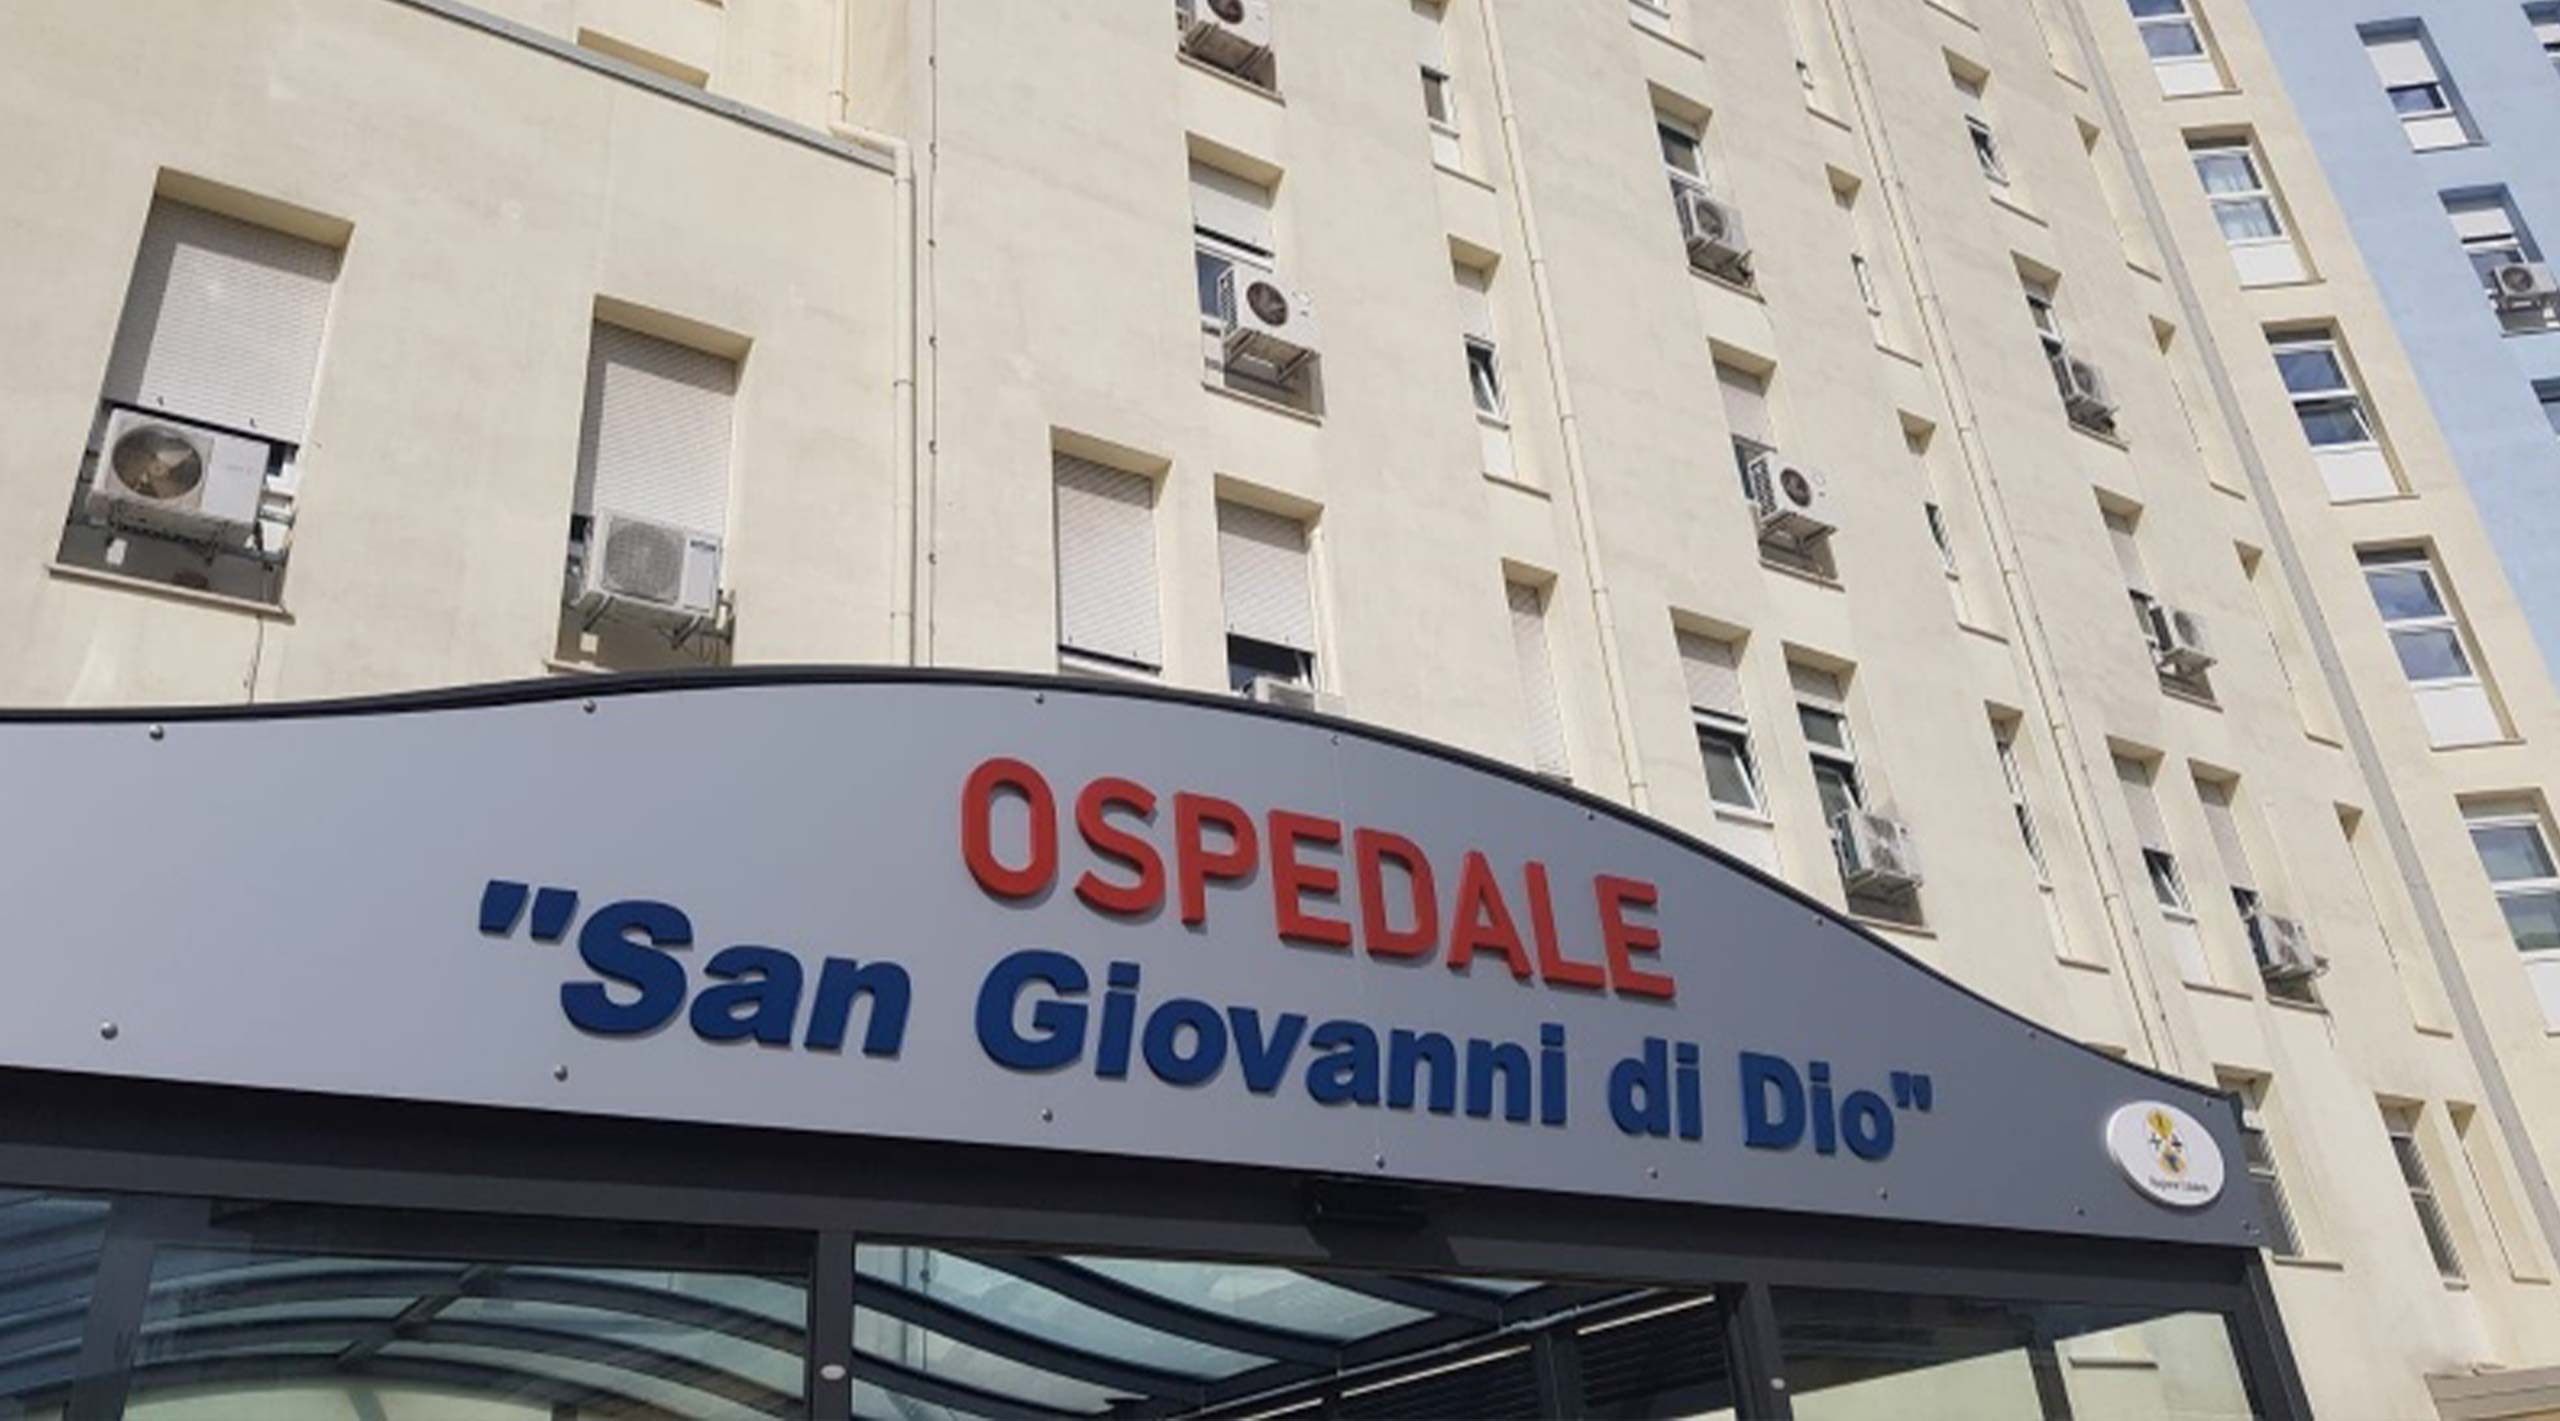 OSPEDALE
"San Giovanni di Dio"